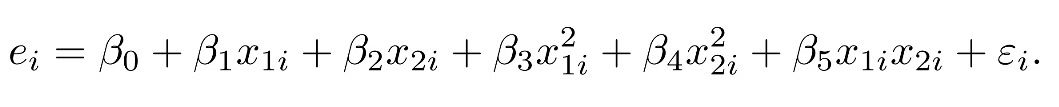 e_i = β_0 + β_1x_{1i} + β_2x_{2i} + β_3x_{1i}^2 + β_4x_{2i}^2 + β_5x_{1i}x_{2i} + ε_i.